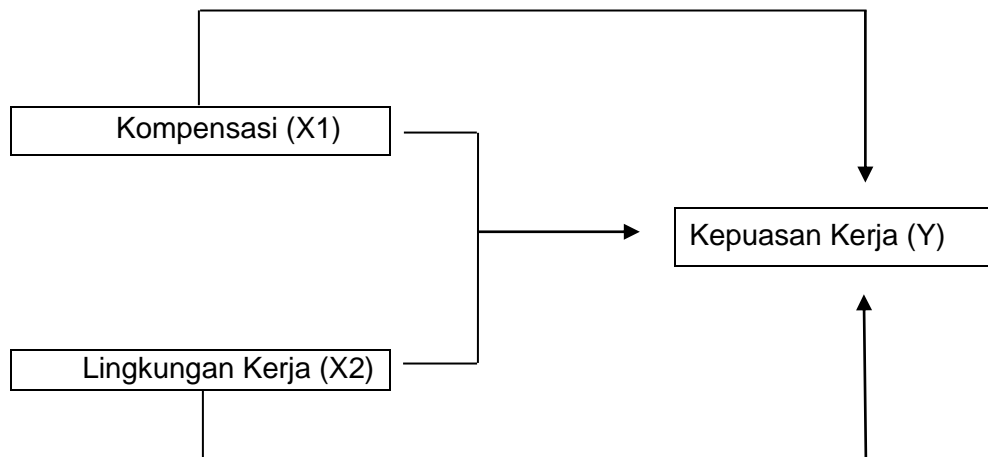 Kompensasi (X1)
Kepuasan Kerja (Y)
Lingkungan Kerja (X2)